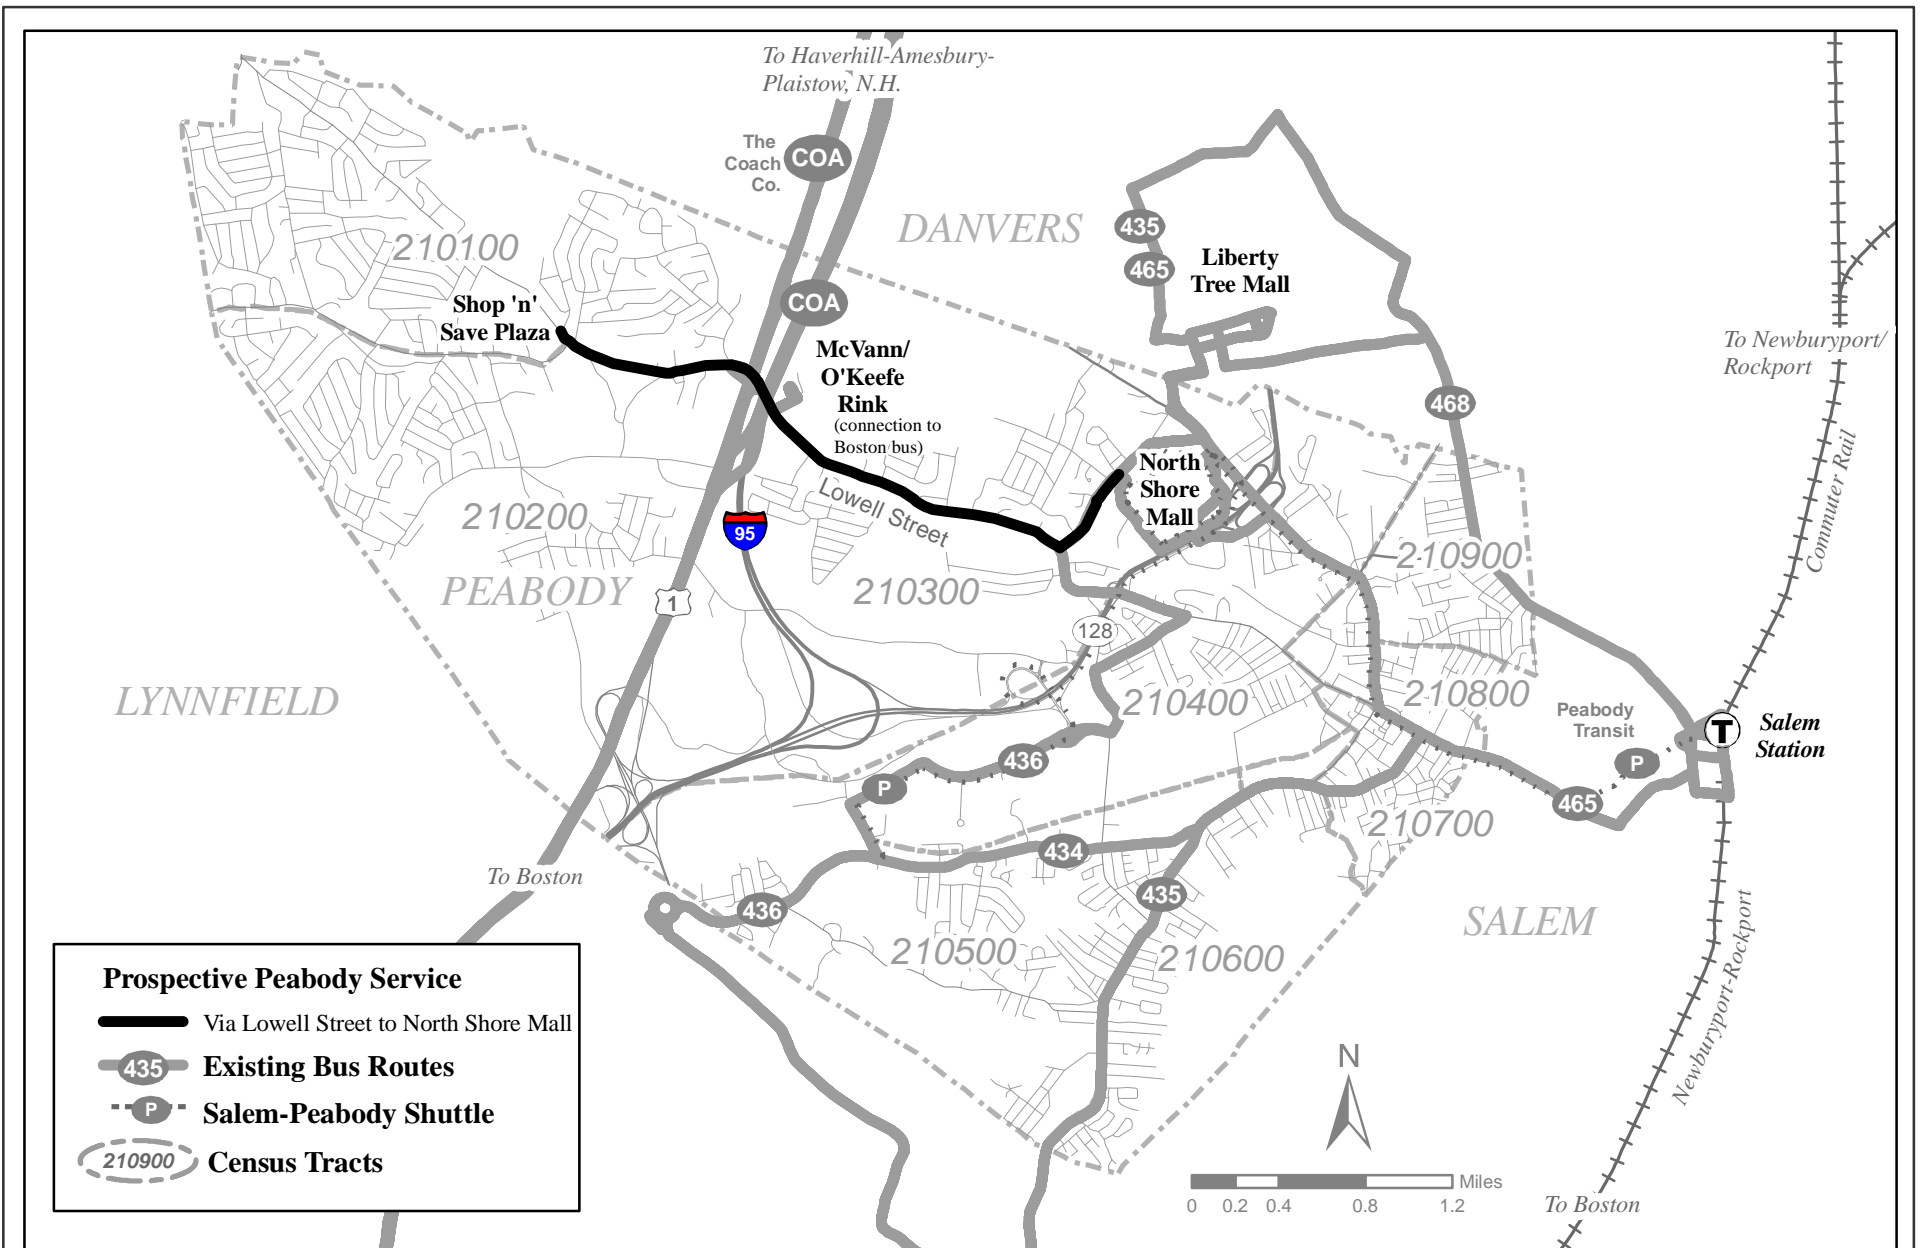 To Haverhill-Amesbury-
Plaistow, N.H.
The
Coach
Co.
COA
DANVERS
435
465
Liberty
Tree Mall
210100
Shop 'n'
Save Plaza
COA
McVann/
O'Keefe
Rink
(connection to
Boston bus)
To Newburyport/
Rockport
468
Commuter Rail
North
Shore
Mall
Lowell Street
210200
95
210900
PEABODY
1
210300
128
LYNNFIELD
210400
210800
Peabody
Transit
P
T
Salem
Station
436
P
465
210700
434
To Boston
436
435
SALEM
210500
210600
Newburyport-Rockport
Prospective Peabody Service
Via Lowell Street to North Shore Mall
435 Existing Bus Routes
P Salem-Peabody Shuttle
210900 Census Tracts
N
Miles
0 0.2 0.4 0.8 1.2
To Boston